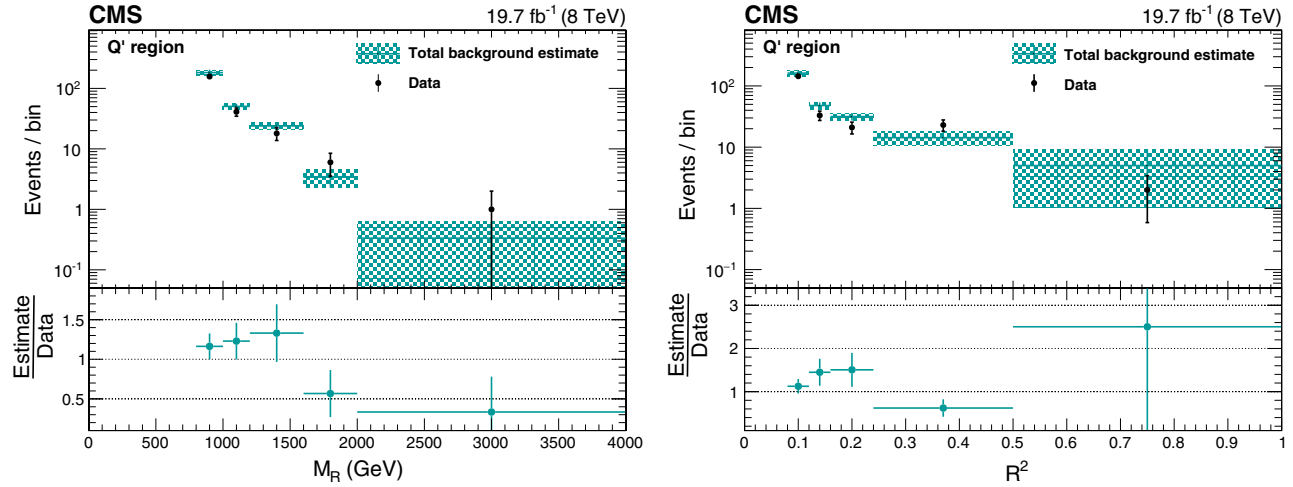 CMS 19.7 fb⁻¹ (8 TeV)
Q' region
Total background estimate
Data
Events / bin
10²
10
1
10⁻¹
Estimate
Data
1.5
1
0.5
0 500 1000 1500 2000 2500 3000 3500 4000
M_R (GeV)
CMS 19.7 fb⁻¹ (8 TeV)
Q' region
Total background estimate
Data
Events / bin
10²
10
1
10⁻¹
Estimate
Data
3
2
1
0.1 0.2 0.3 0.4 0.5 0.6 0.7 0.8 0.9 1
R²